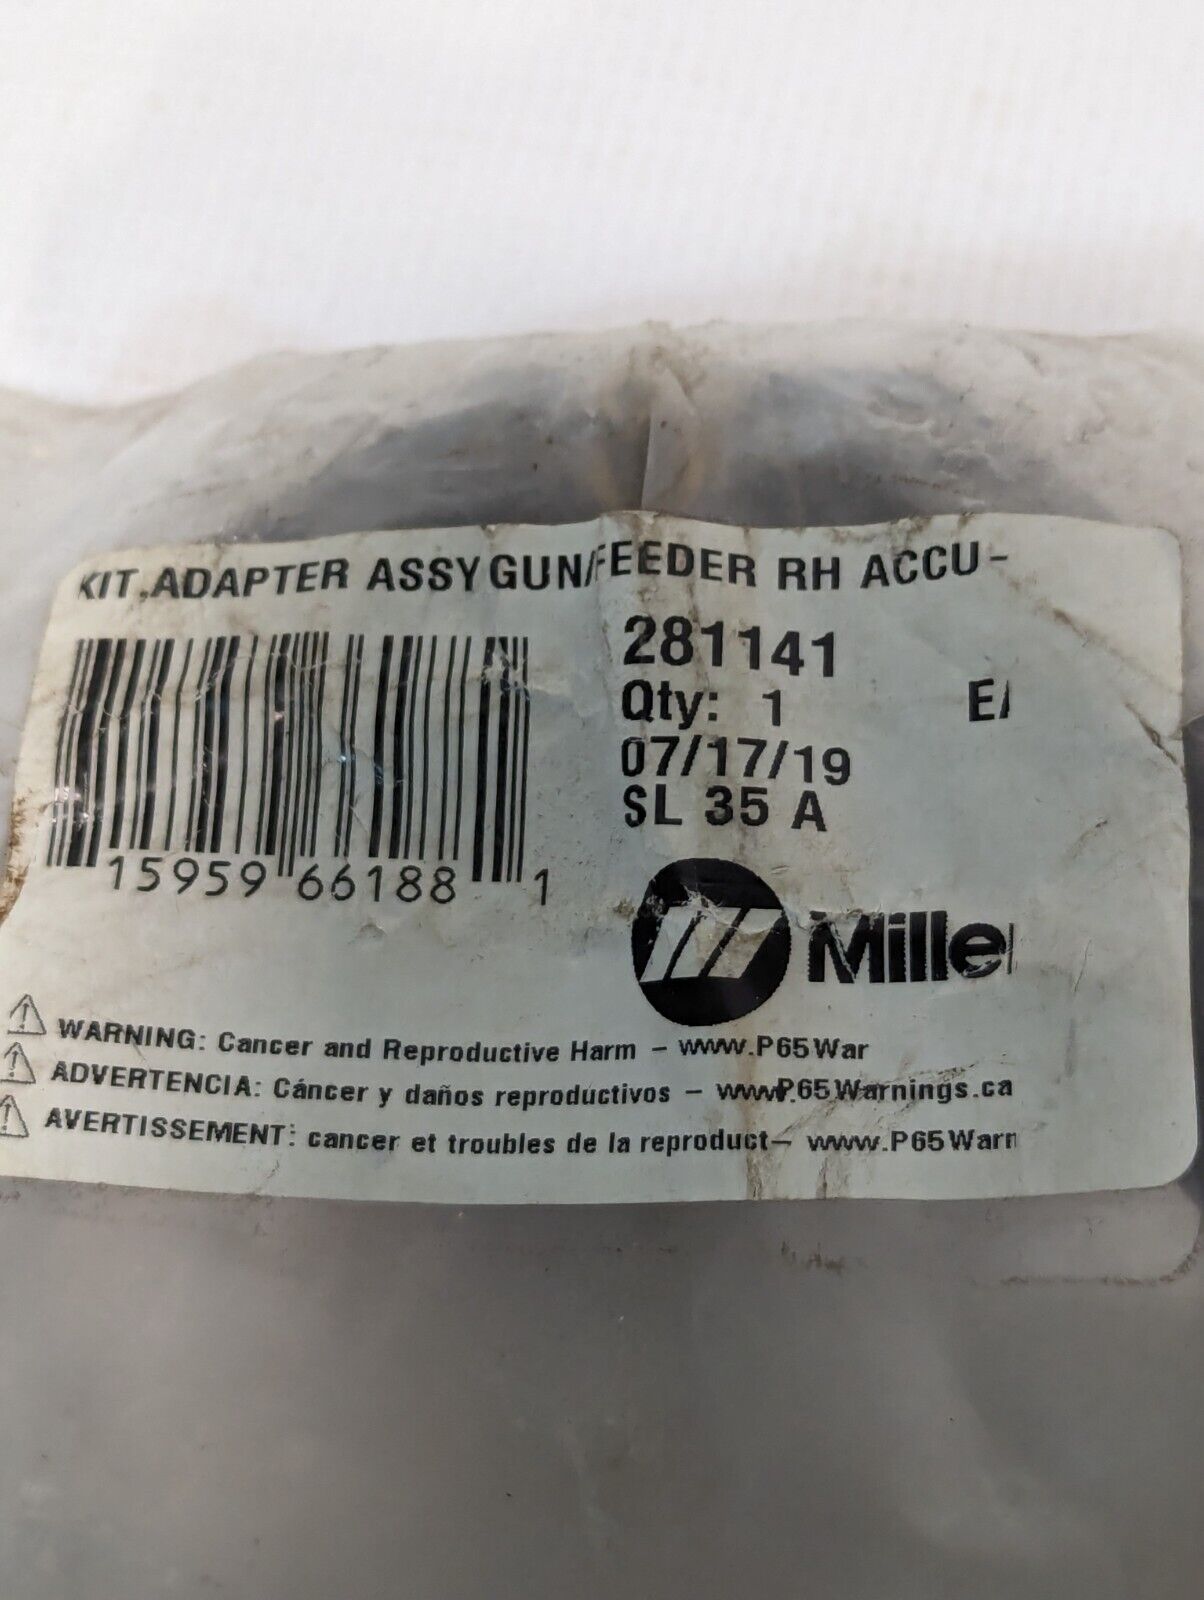 KIT,ADAPTER ASSY GUN/FEEDER RH ACCU-
281141
Qty: 1 E/
07/17/19
SL 35 A
15959 66188 1
Mille
WARNING: Cancer and Reproductive Harm - www.P65War
ADVERTENCIA: Cáncer y daños reproductivos - www.P65Warnings.ca
AVERTISSEMENT: cancer et troubles de la reproduct- www.P65Warn